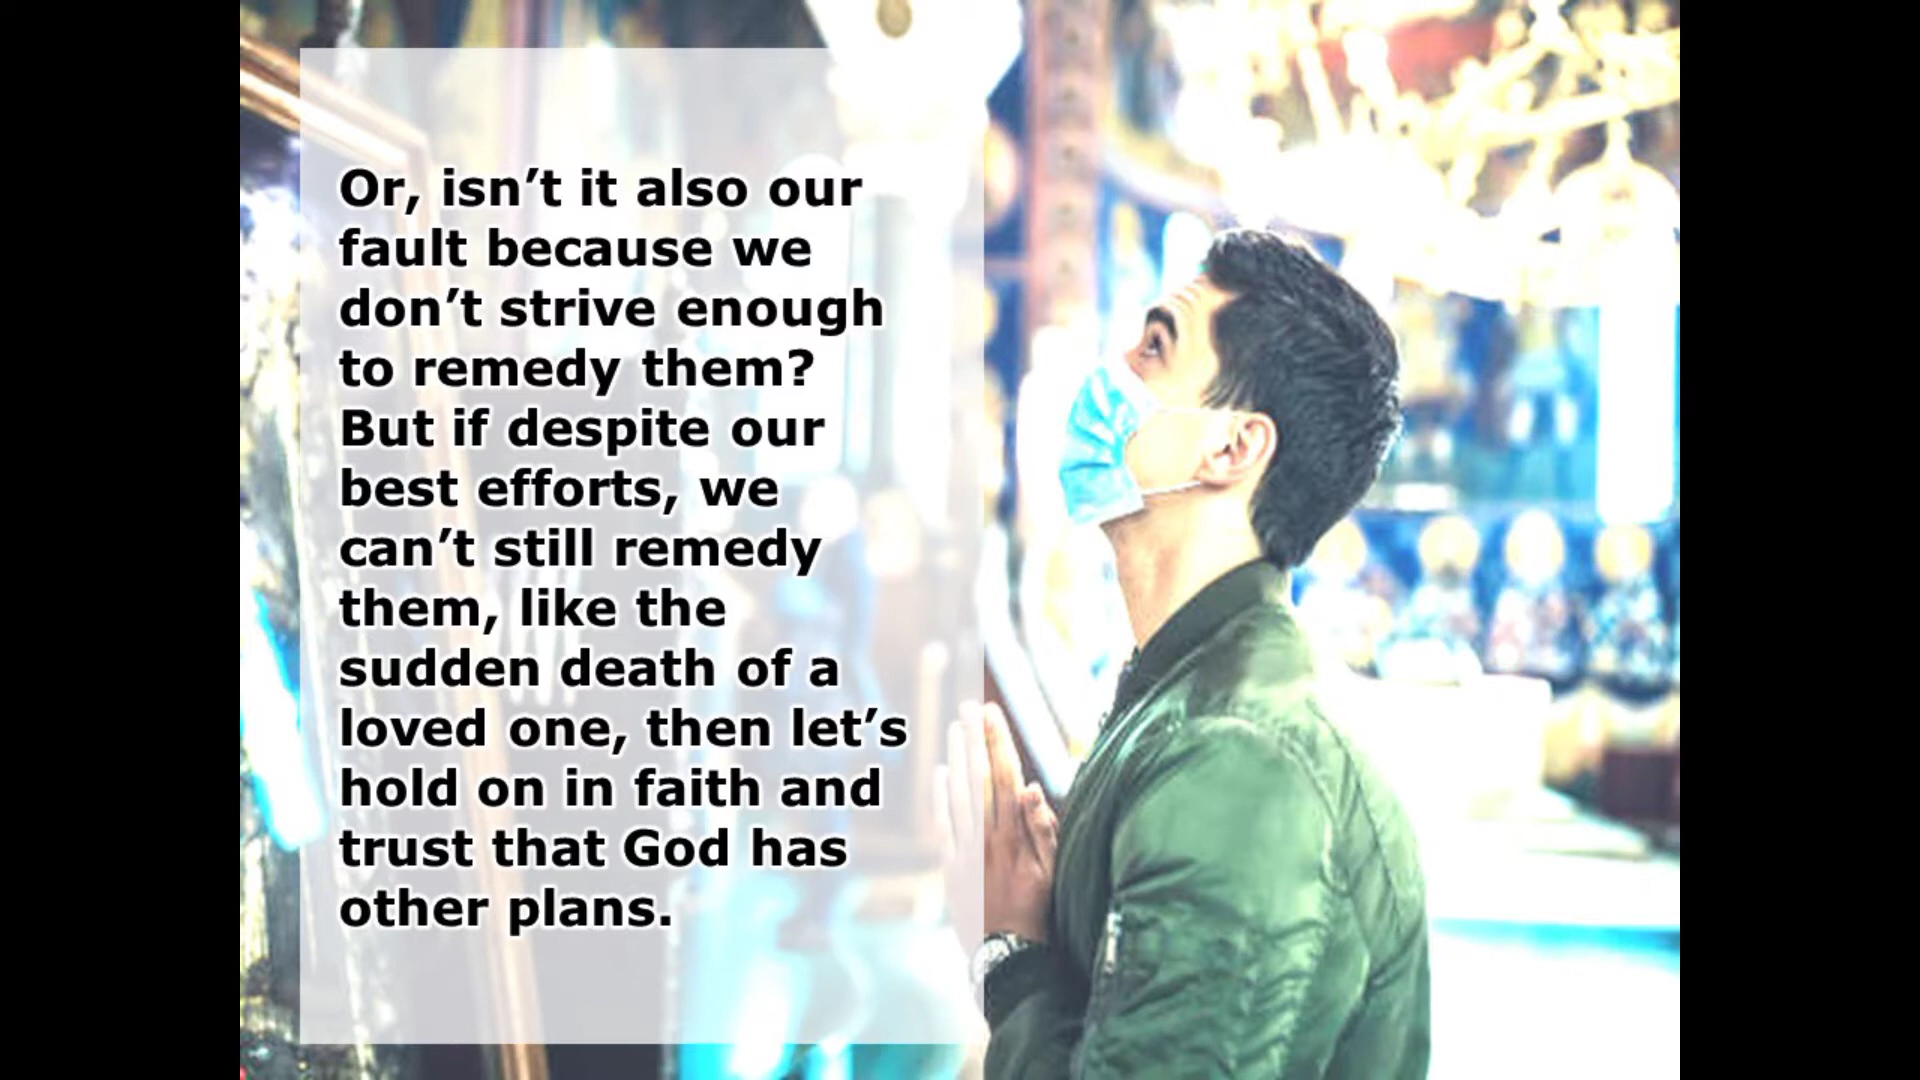 Or, isn’t it also our
fault because we
don’t strive enough
to remedy them?
But if despite our
best efforts, we
can’t still remedy
them, like the
sudden death of a
loved one, then let’s
hold on in faith and
trust that God has
other plans.